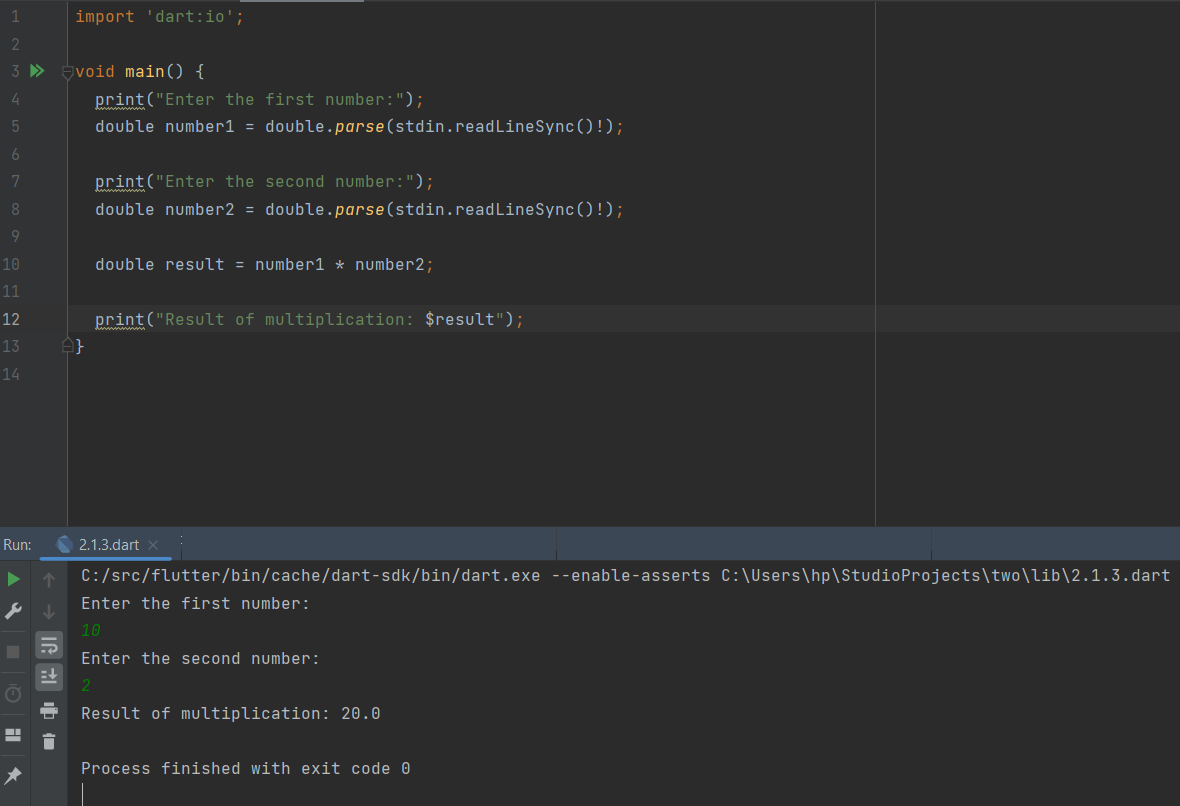 1 import 'dart:io';
2
3 void main() {
4 print("Enter the first number:");
5 double number1 = double.parse(stdin.readLineSync()!);
6
7 print("Enter the second number:");
8 double number2 = double.parse(stdin.readLineSync()!);
9
10 double result = number1 * number2;
11
12 print("Result of multiplication: $result");
13 }
14
Run: 2.1.3.dart
C:/src/flutter/bin/cache/dart-sdk/bin/dart.exe --enable-asserts C:\Users\hp\StudioProjects\two\lib\2.1.3.dart
Enter the first number:
10
Enter the second number:
2
Result of multiplication: 20.0
Process finished with exit code 0